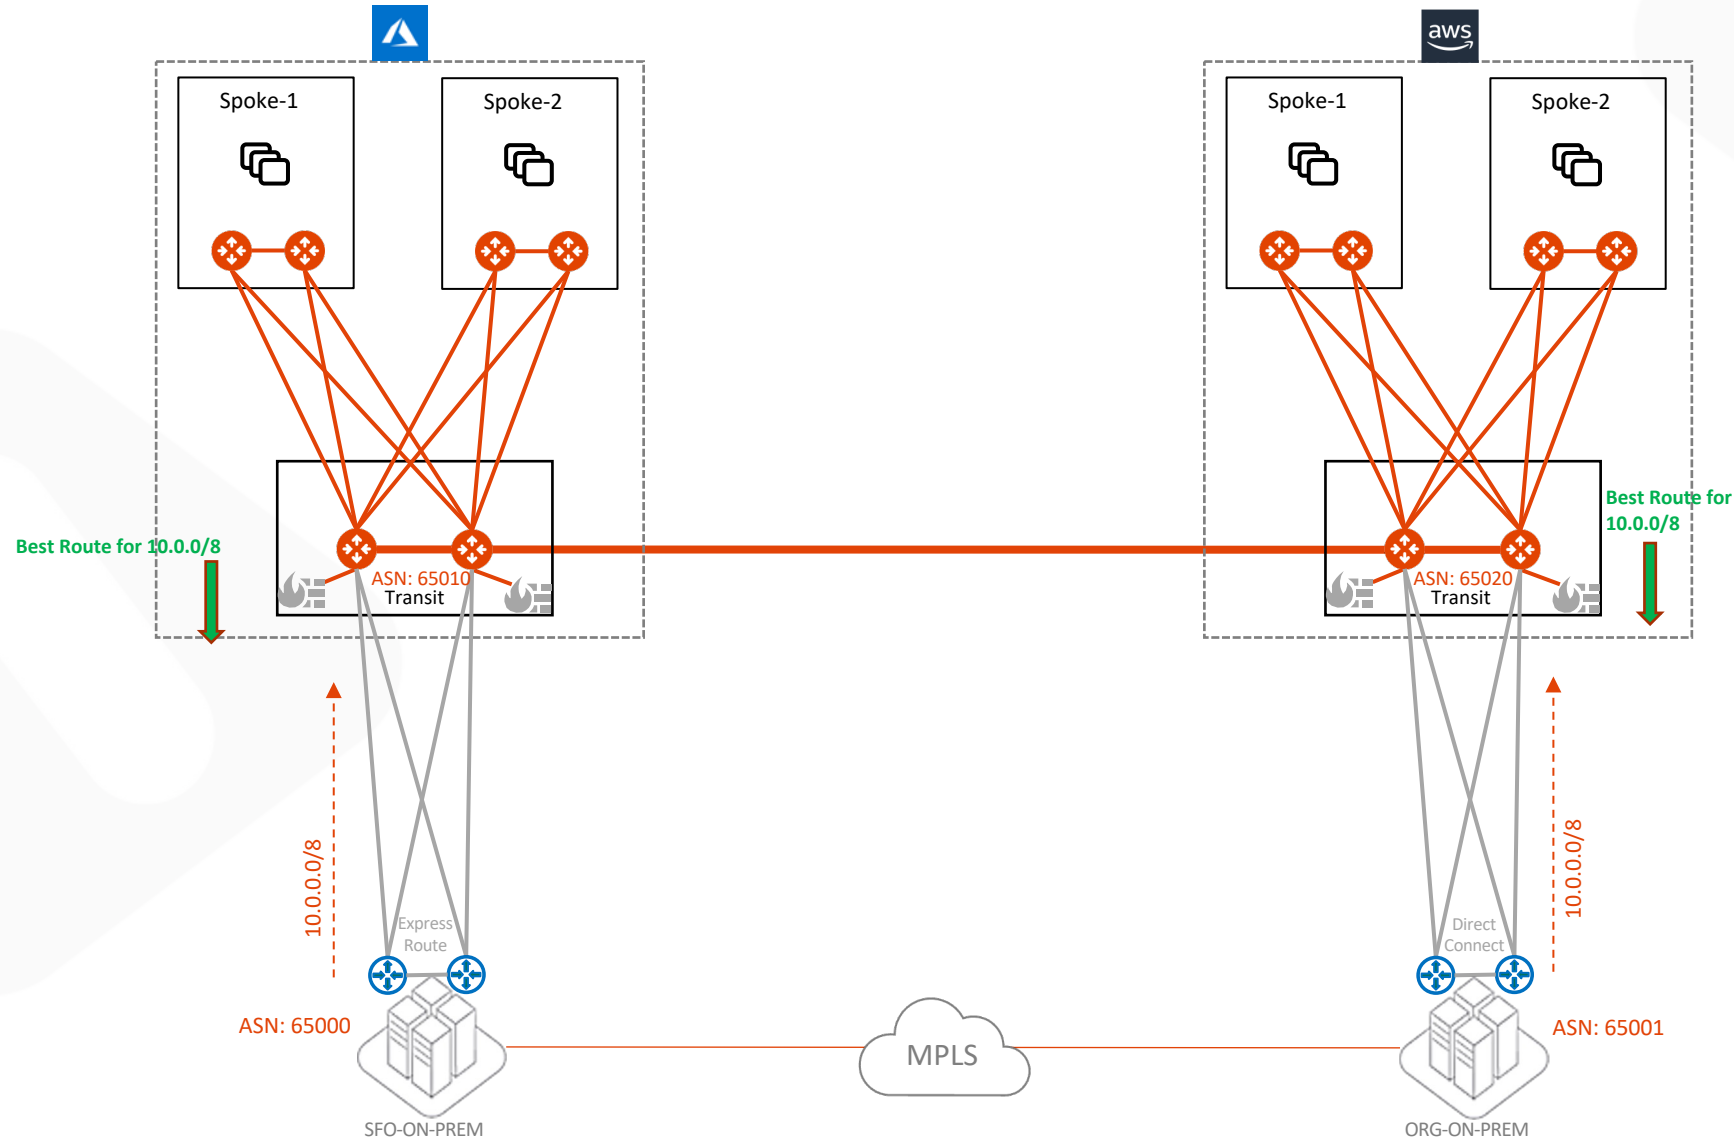 aws
Spoke-1
Spoke-2
Spoke-1
Spoke-2
Best Route for 10.0.0/8
ASN: 65010
Transit
Best Route for
10.0.0/8
ASN: 65020
Transit
10.0.0.0/8
10.0.0.0/8
Express
Route
Direct
Connect
ASN: 65000
ASN: 65001
MPLS
SFO-ON-PREM
ORG-ON-PREM